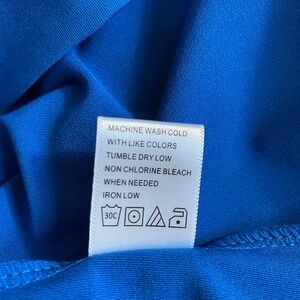 MACHINE WASH COLD
WITH LIKE COLORS
TUMBLE DRY LOW
NON CHLORINE BLEACH
WHEN NEEDED
IRON LOW
30C